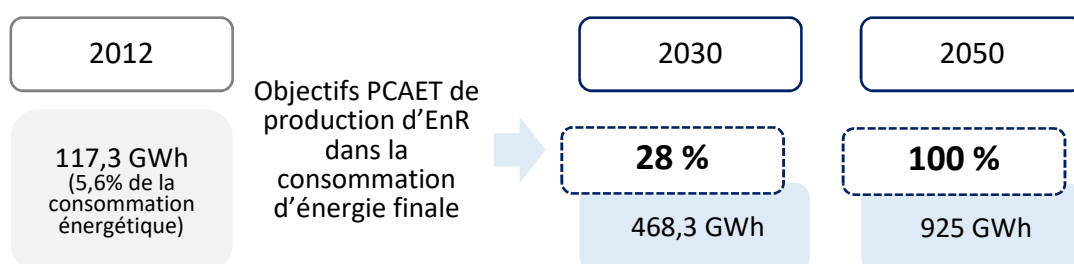 2012
117,3 GWh
(5,6% de la
consommation
énergétique)
Objectifs PCAET de
production d’EnR
dans la
consommation
d’énergie finale
2030
28 %
468,3 GWh
2050
100 %
925 GWh